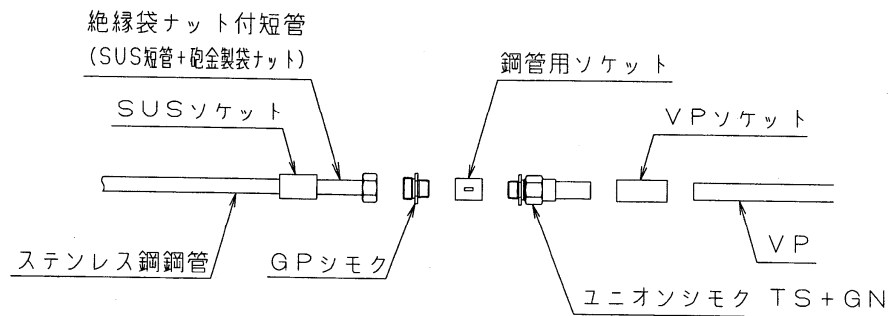 絶縁袋ナット付短管
(SUS短管+砲金製袋ナット)
鋼管用ソケット
SUSソケット
VPソケット
ステンレス鋼鋼管
GPシモク
VP
ユニオンシモク TS+GN